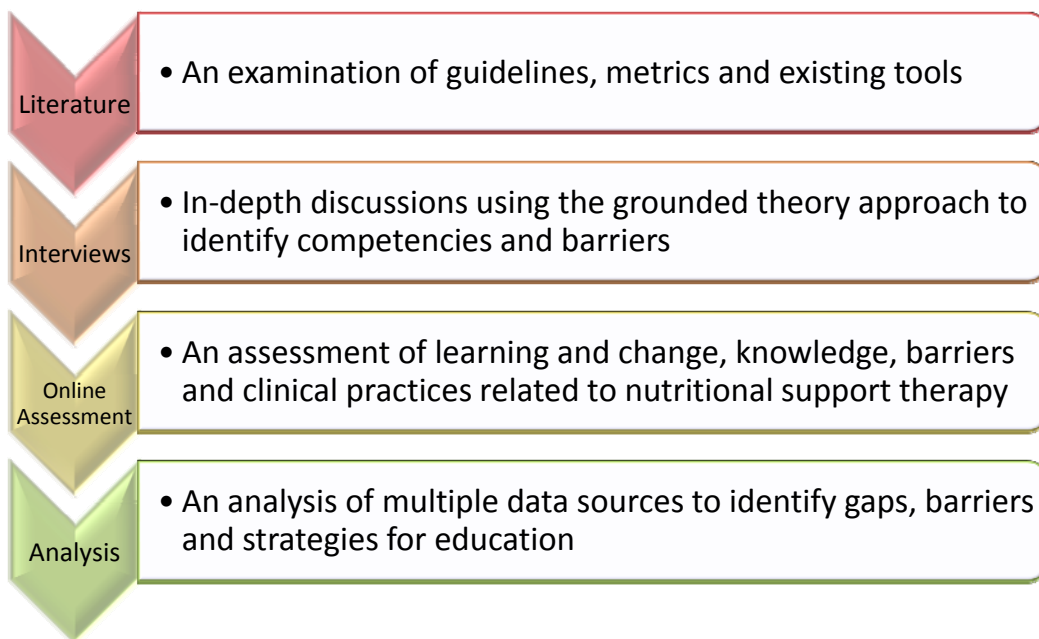 Literature
• An examination of guidelines, metrics and existing tools
Interviews
• In-depth discussions using the grounded theory approach to
identify competencies and barriers
Online
Assessment
• An assessment of learning and change, knowledge, barriers
and clinical practices related to nutritional support therapy
Analysis
• An analysis of multiple data sources to identify gaps, barriers
and strategies for education